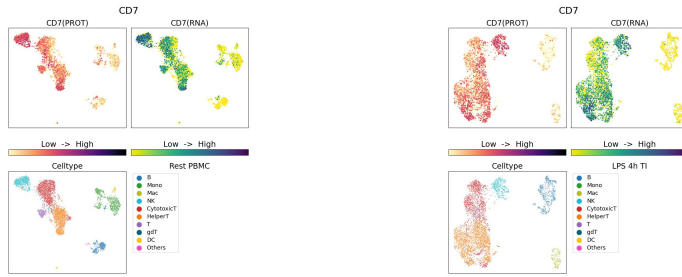 CD7
CD7(PROT) CD7(RNA)
Low -> High Low -> High
Celltype Rest PBMC
B
Mono
Mac
NK
CytotoxicT
HelperT
T
gdT
DC
Others
CD7
CD7(PROT) CD7(RNA)
Low -> High Low -> High
Celltype LPS 4h TI
B
Mono
Mac
NK
CytotoxicT
HelperT
T
gdT
DC
Others